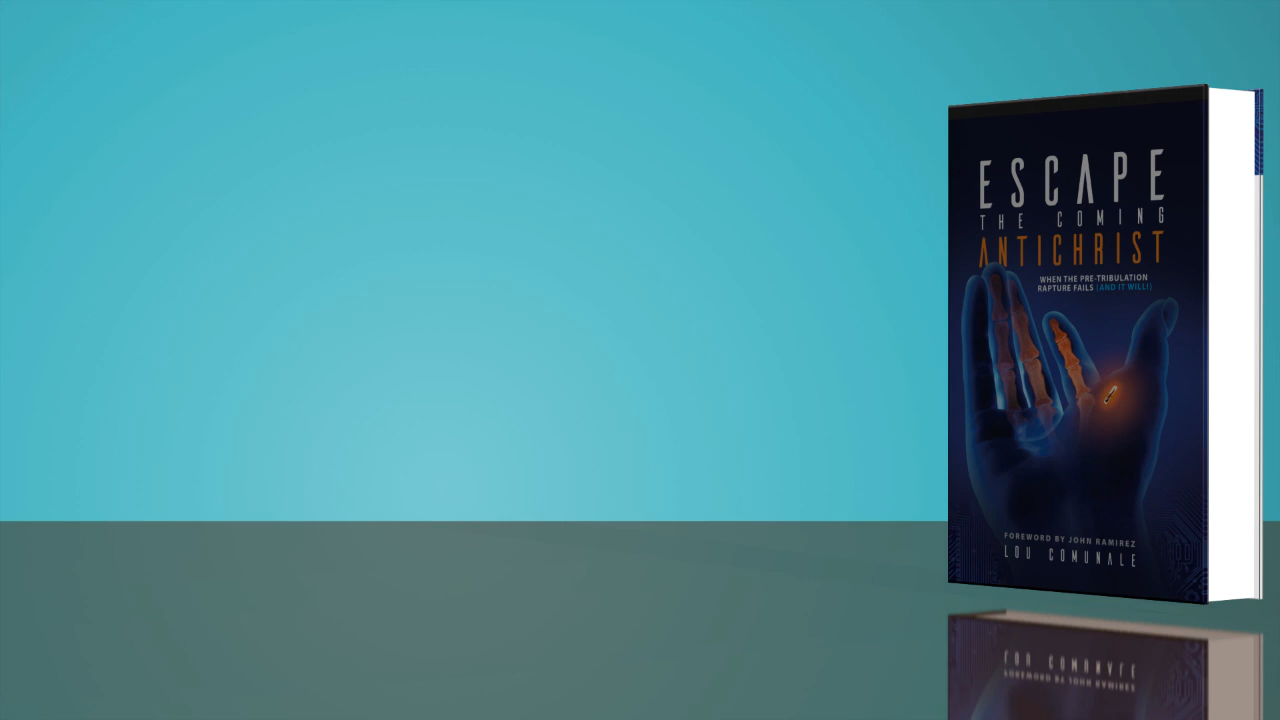 ESCAPE
THE COMING
ANTICHRIST
WHEN THE PRE-TRIBULATION
RAPTURE FAILS (AND IT WILL!)
FOREWORD BY JOHN RAMIREZ
LOU COMUNALE